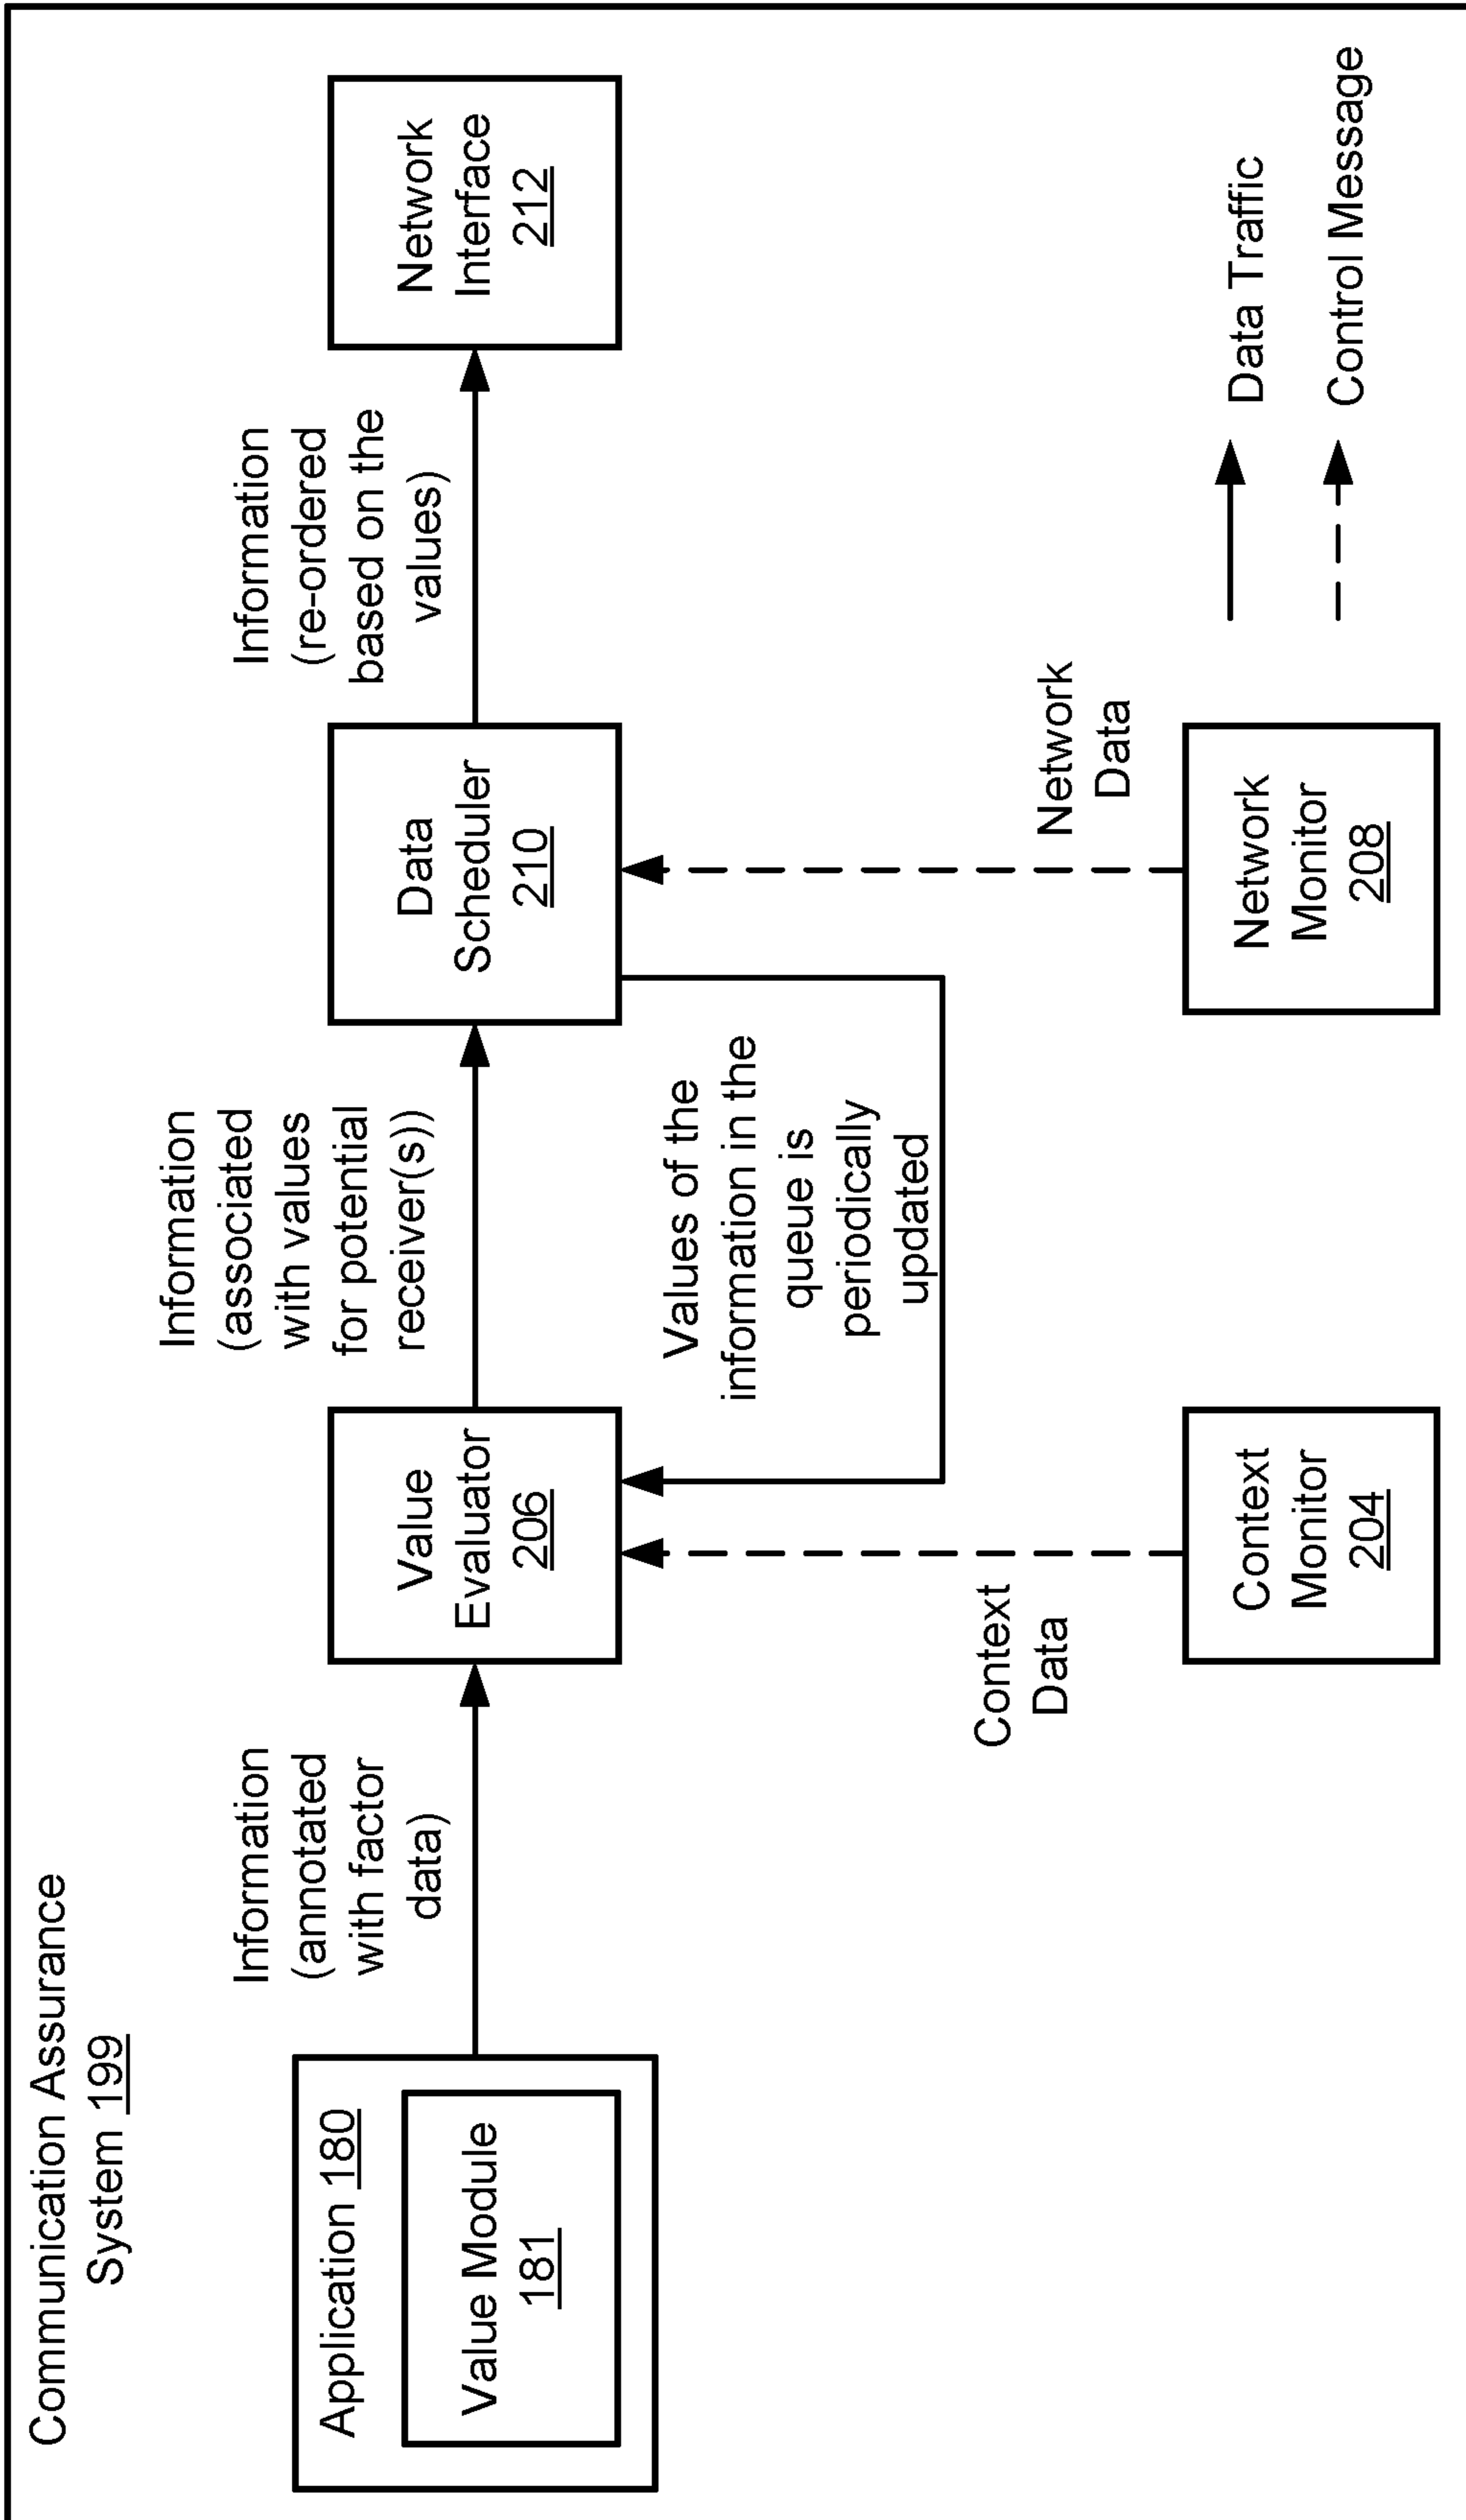 Communication Assurance
System 199
Application 180
Value Module
181
Information
(annotated
with factor
data)
Value
Evaluator
206
Information
(associated
with values
for potential
receiver(s))
Data
Scheduler
210
Information
(re-ordered
based on the
values)
Network
Interface
212
Values of the
information in the
queue is
periodically
updated
Context
Data
Network
Data
Context
Monitor
204
Network
Monitor
208
Data Traffic
Control Message